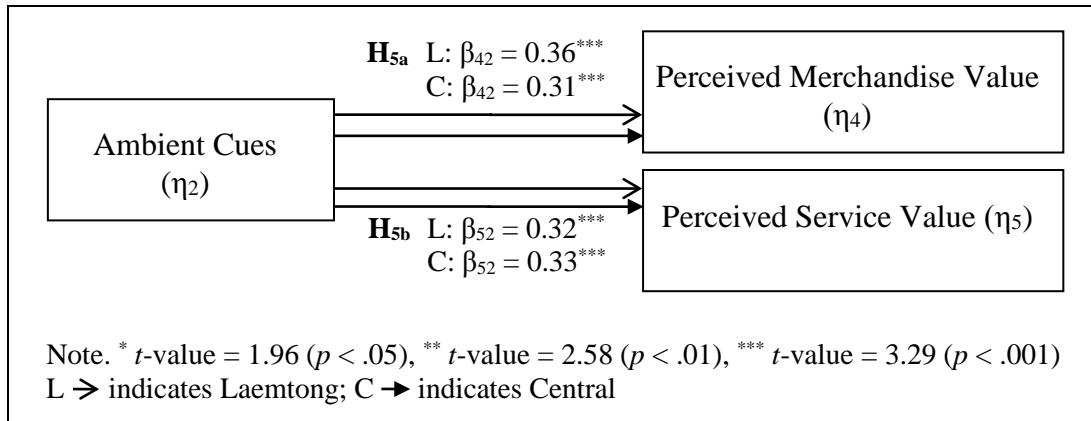 H5a L: β42 = 0.36***
C: β42 = 0.31***
Perceived Merchandise Value
(η4)
Ambient Cues
(η2)
Perceived Service Value (η5)
H5b L: β52 = 0.32***
C: β52 = 0.33***
Note. * t-value = 1.96 (p < .05), ** t-value = 2.58 (p < .01), *** t-value = 3.29 (p < .001)
L → indicates Laemtong; C → indicates Central